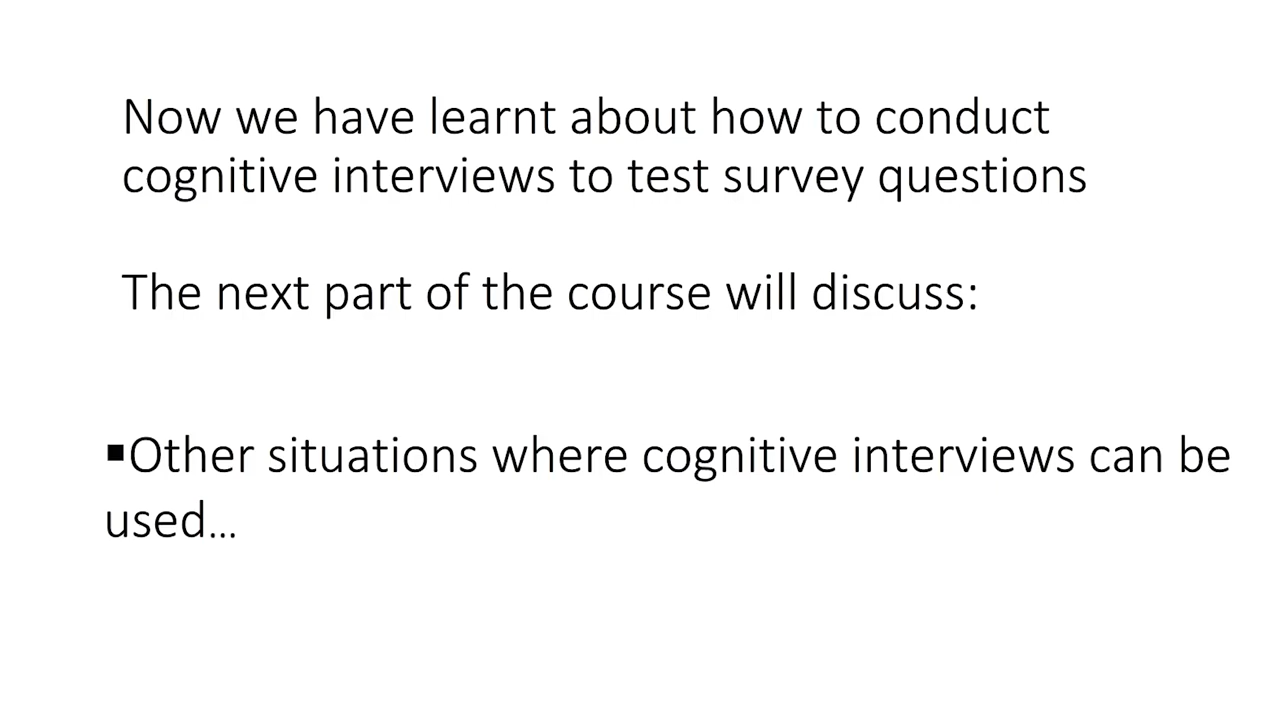 Now we have learnt about how to conduct
cognitive interviews to test survey questions
The next part of the course will discuss:
▪Other situations where cognitive interviews can be
used…